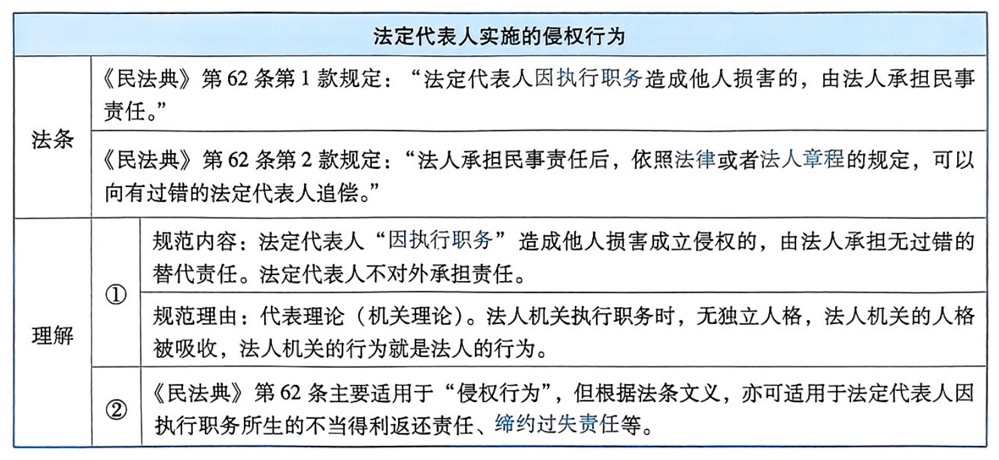 法定代表人实施的侵权行为
法条
《民法典》第 62 条第 1 款规定：“法定代表人因执行职务造成他人损害的，由法人承担民事
责任。”
《民法典》第 62 条第 2 款规定：“法人承担民事责任后，依照法律或者法人章程的规定，可以
向有过错的法定代表人追偿。”
理解
①
规范内容：法定代表人“因执行职务”造成他人损害成立侵权的，由法人承担无过错的
替代责任。法定代表人不对外承担责任。
规范理由：代表理论（机关理论）。法人机关执行职务时，无独立人格，法人机关的人格
被吸收，法人机关的行为就是法人的行为。
②
《民法典》第 62 条主要适用于“侵权行为”，但根据法条文义，亦可适用于法定代表人因
执行职务所生的不当得利返还责任、缔约过失责任等。